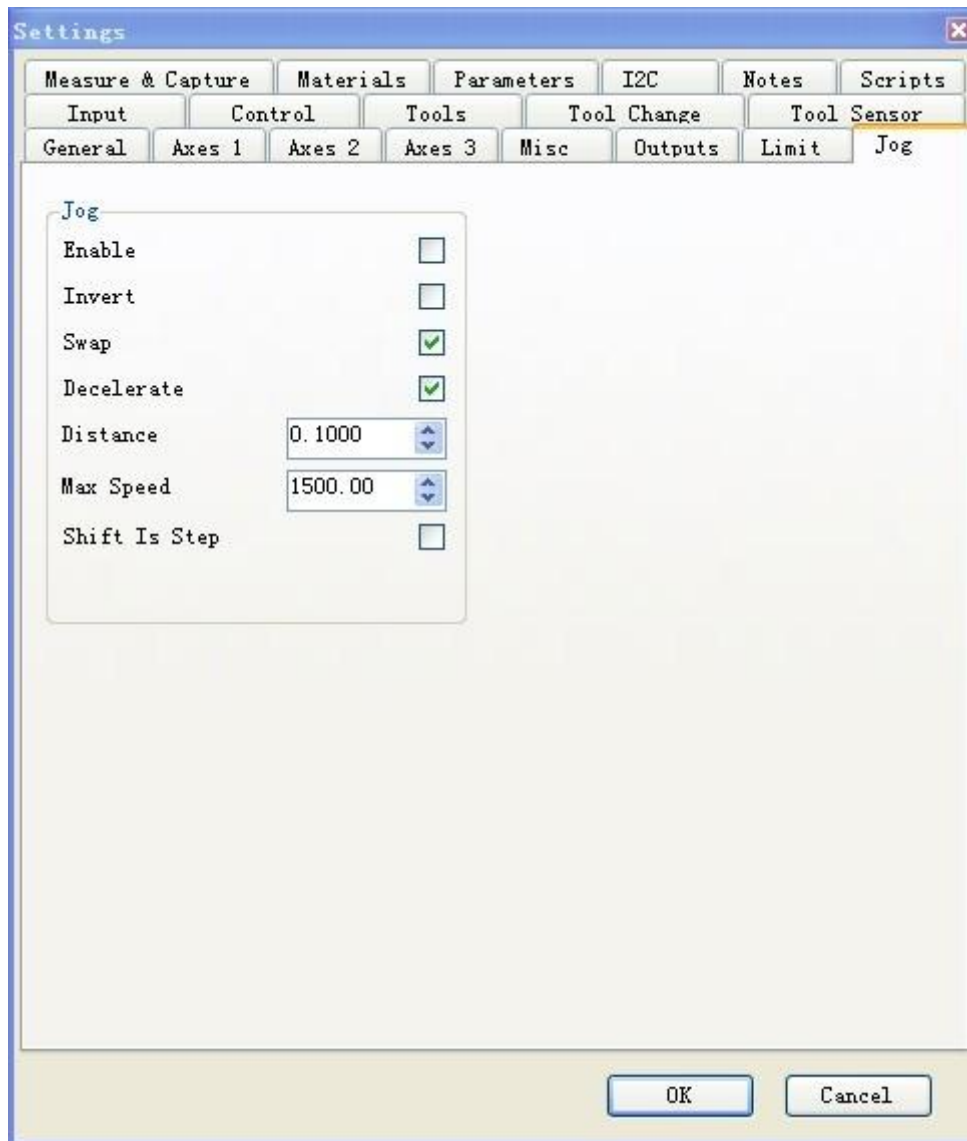 Settings
Measure & Capture Materials Parameters I2C Notes Scripts
Input Control Tools Tool Change Tool Sensor
General Axes 1 Axes 2 Axes 3 Misc Outputs Limit Jog
Jog
Enable
Invert
Swap
Decelerate
Distance 0.1000
Max Speed 1500.00
Shift Is Step
OK Cancel